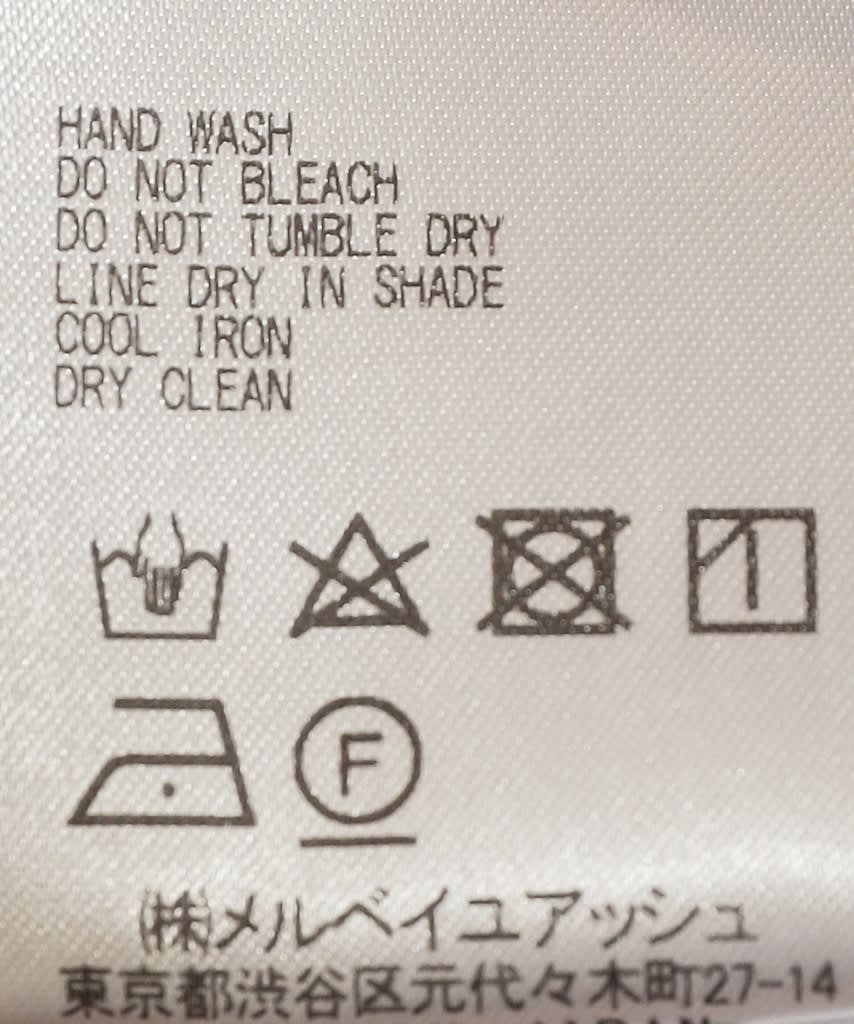 HAND WASH
DO NOT BLEACH
DO NOT TUMBLE DRY
LINE DRY IN SHADE
COOL IRON
DRY CLEAN
F
㈱メルベイユアッシュ
東京都渋谷区元代々木町27-14